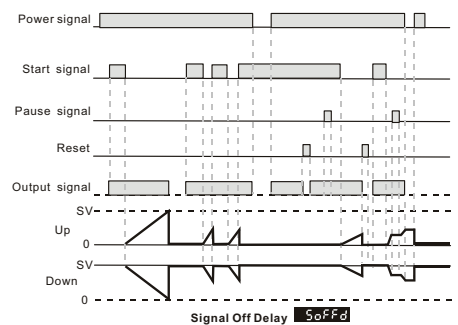 Power signal
Start signal
Pause signal
Reset
Output signal
SV
Up
0
SV
Down
0
Signal Off Delay SoFFd